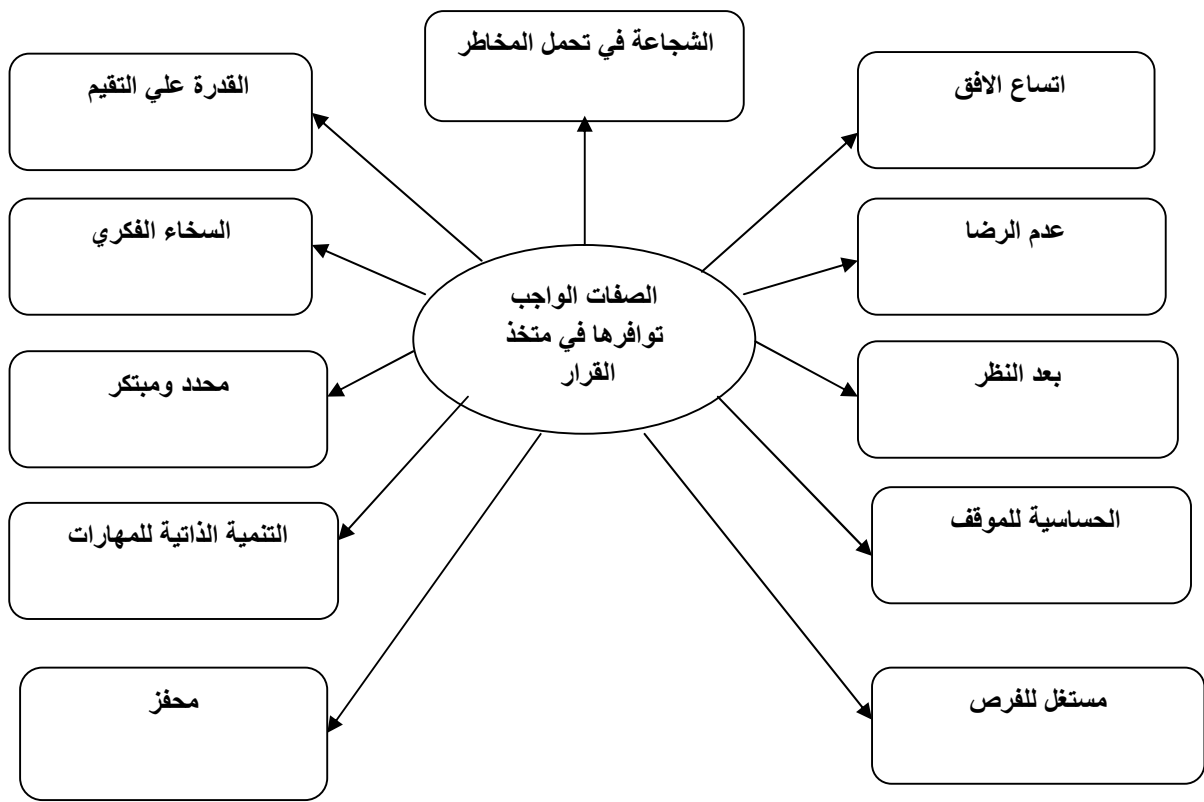 الشجاعة في تحمل المخاطر
اتساع الافق
القدرة علي التقيم
عدم الرضا
السخاء الفكري
الصفات الواجب
توافرها في متخذ
القرار
بعد النظر
محدد ومبتكر
الحساسية للموقف
التنمية الذاتية للمهارات
مستغل للفرص
محفز